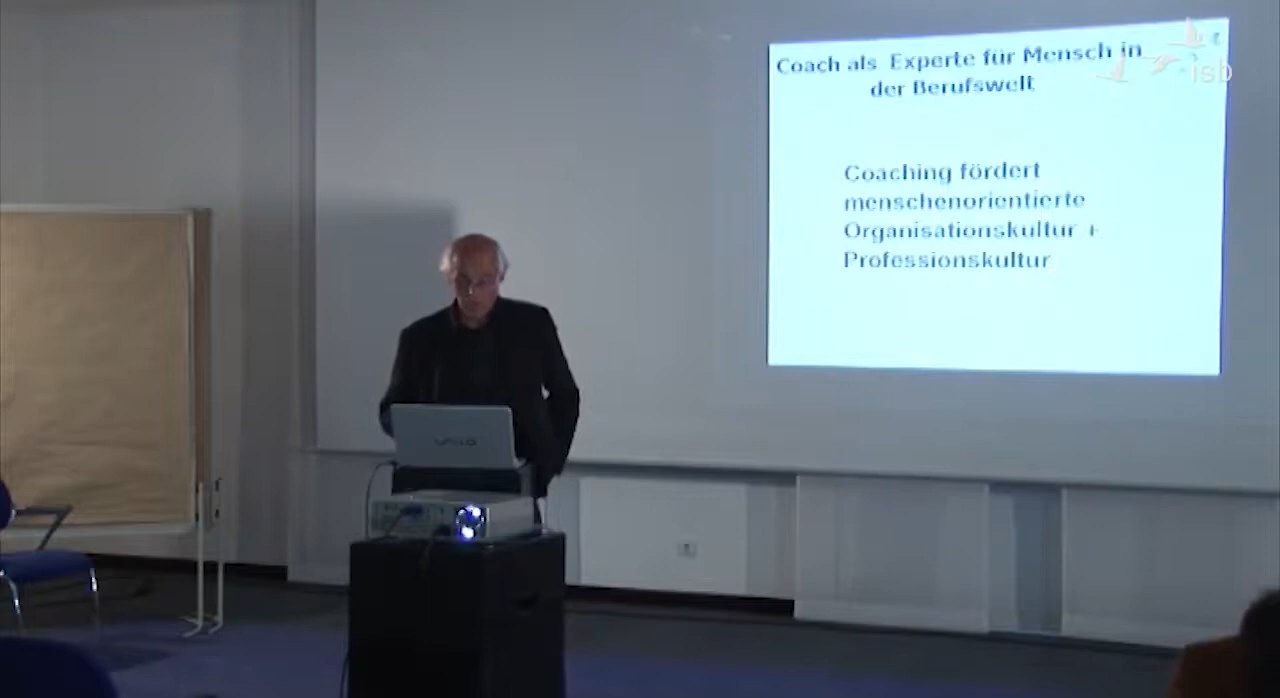 Coach als Experte für Mensch in
der Berufswelt
isb
Coaching fördert
menschenorientierte
Organisationskultur +
Professionskultur
VAIO